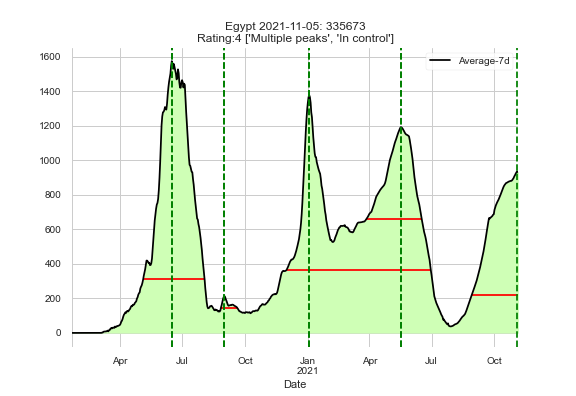 Egypt 2021-11-05: 335673
Rating:4 ['Multiple peaks', 'In control']
Average-7d
1600
1400
1200
1000
800
600
400
200
0
Apr Jul Oct Jan Apr Jul Oct
2021
Date